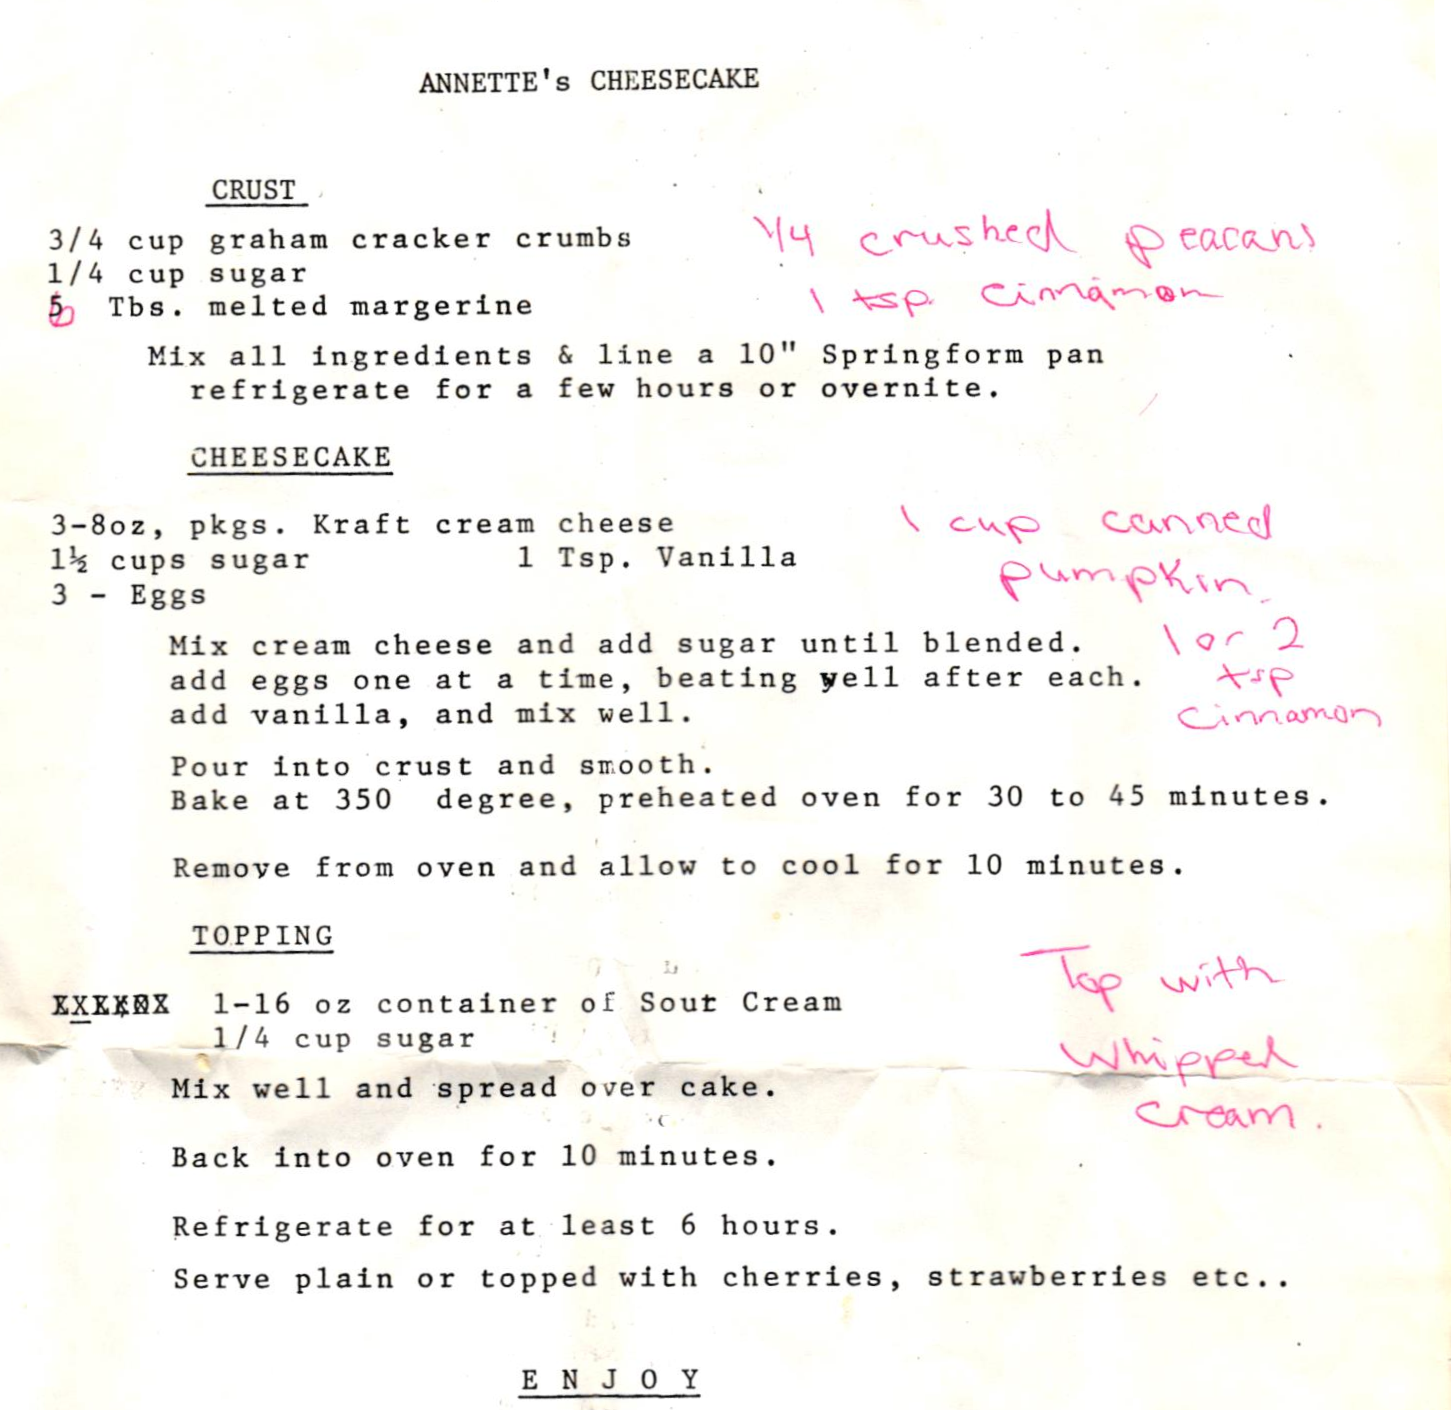 ANNETTE's CHEESECAKE
CRUST
3/4 cup graham cracker crumbs
1/4 crushed peacans
1/4 cup sugar
1 tsp. cinnamon
6 Tbs. melted margerine
Mix all ingredients & line a 10" Springform pan
refrigerate for a few hours or overnite.
CHEESECAKE
3-8oz, pkgs. Kraft cream cheese
1 cup canned
1½ cups sugar 1 Tsp. Vanilla
pumpkin
3 - Eggs
Mix cream cheese and add sugar until blended.
1 or 2
add eggs one at a time, beating well after each.
tsp
add vanilla, and mix well.
cinnamon
Pour into crust and smooth.
Bake at 350 degree, preheated oven for 30 to 45 minutes.
Remove from oven and allow to cool for 10 minutes.
TOPPING
Top with
1-16 oz container of Sour Cream
1/4 cup sugar
whipped
Mix well and spread over cake.
cream.
Back into oven for 10 minutes.
Refrigerate for at least 6 hours.
Serve plain or topped with cherries, strawberries etc..
E N J O Y